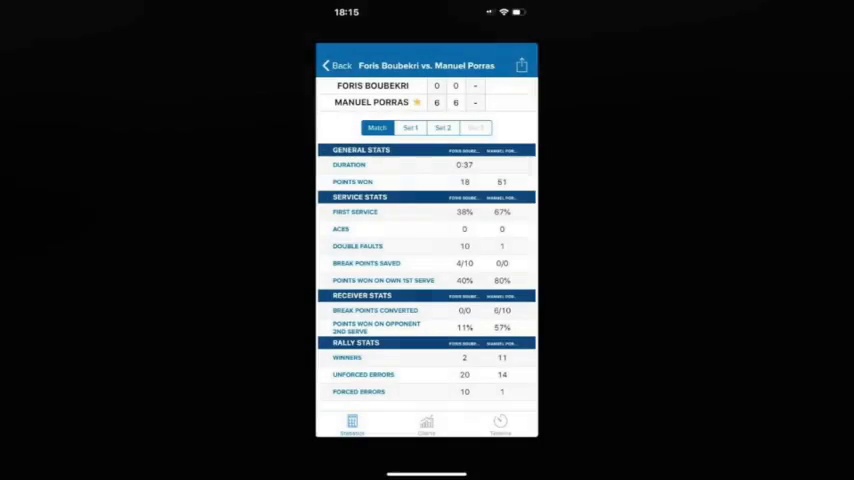 18:15
Back Foris Boubekri vs. Manuel Porras
FORIS BOUBEKRI 0 0 -
MANUEL PORRAS 6 6 -
Match Set 1 Set 2 Set 3
GENERAL STATS FORIS BOUBE... MANUEL POR...
DURATION 0:37
POINTS WON 18 51
SERVICE STATS FORIS BOUBE... MANUEL POR...
FIRST SERVICE 38% 67%
ACES 0 0
DOUBLE FAULTS 10 1
BREAK POINTS SAVED 4/10 0/0
POINTS WON ON OWN 1ST SERVE 40% 80%
RECEIVER STATS FORIS BOUBE... MANUEL POR...
BREAK POINTS CONVERTED 0/0 6/10
POINTS WON ON OPPONENT
2ND SERVE 11% 57%
RALLY STATS FORIS BOUBE... MANUEL POR...
WINNERS 2 11
UNFORCED ERRORS 20 14
FORCED ERRORS 10 1
Statistics Charts Timeline